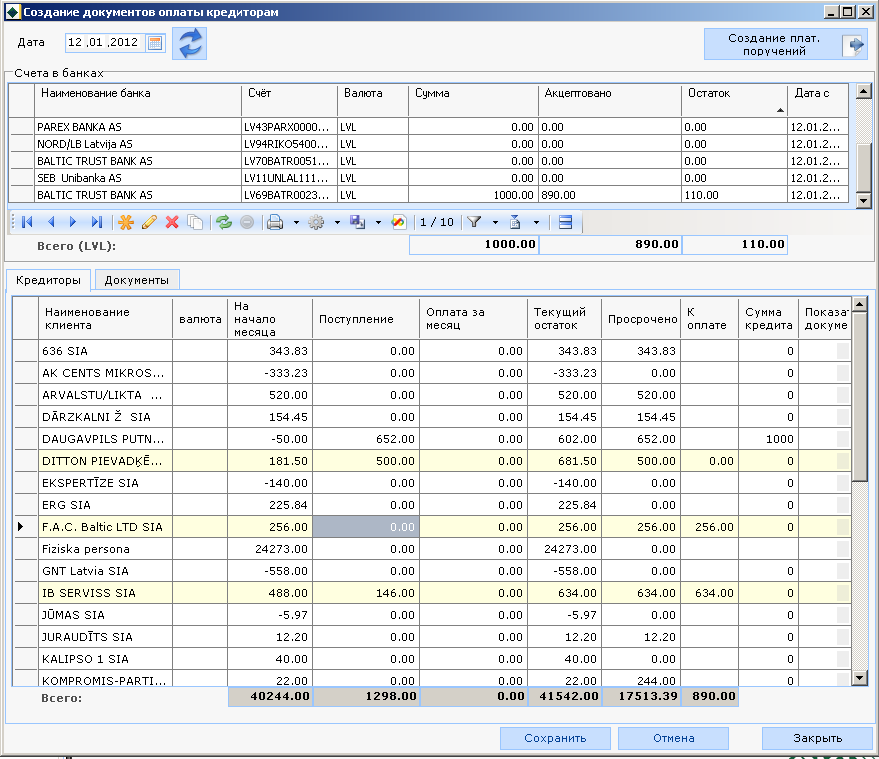 Создание документов оплаты кредиторам
Дата 12 ,01 ,2012
Создание плат. поручений
Счета в банках
Наименование банка Счёт Валюта Сумма Акцептовано Остаток Дата с
PAREX BANKA AS LV43PARX0000... LVL 0.00 0.00 0.00 12.01.2...
NORD/LB Latvija AS LV94RIKO5400... LVL 0.00 0.00 0.00 12.01.2...
BALTIC TRUST BANK AS LV70BATR0051... LVL 0.00 0.00 0.00 12.01.2...
SEB Unibanka AS LV11UNLAL111... LVL 0.00 0.00 0.00 12.01.2...
BALTIC TRUST BANK AS LV69BATR0023... LVL 1000.00 890.00 110.00 12.01.2...
1 / 10
Всего (LVL): 1000.00 890.00 110.00
Кредиторы Документы
Наименование клиента валюта На начало месяца Поступление Оплата за месяц Текущий остаток Просрочено К оплате Сумма кредита Показат докуме
636 SIA 343.83 0.00 0.00 343.83 343.83 0
AK CENTS MIKROS... -333.23 0.00 0.00 -333.23 0.00 0
ARVALSTU/LIKTA ... 520.00 0.00 0.00 520.00 520.00 0
DĀRZKALNI Ž SIA 154.45 0.00 0.00 154.45 154.45 0
DAUGAVPILS PUTN... -50.00 652.00 0.00 602.00 652.00 1000
DITTON PIEVADĶĒ... 181.50 500.00 0.00 681.50 500.00 0.00 0
EKSPERTĪZE SIA -140.00 0.00 0.00 -140.00 0.00 0
ERG SIA 225.84 0.00 0.00 225.84 0.00 0
F.A.C. Baltic LTD SIA 256.00 0.00 0.00 256.00 256.00 256.00 0
Fiziska persona 24273.00 0.00 0.00 24273.00 0.00
GNT Latvia SIA -558.00 0.00 0.00 -558.00 0.00 0
IB SERVISS SIA 488.00 146.00 0.00 634.00 634.00 634.00 0
JŪMAS SIA -5.97 0.00 0.00 -5.97 0.00 0
JURAUDĪTS SIA 12.20 0.00 0.00 12.20 12.20 0
KALIPSO 1 SIA 40.00 0.00 0.00 40.00 0.00 0
KOMPROMIS-PARTI... 22.00 0.00 0.00 22.00 244.00 0
Всего: 40244.00 1298.00 0.00 41542.00 17513.39 890.00
Сохранить Отмена Закрыть